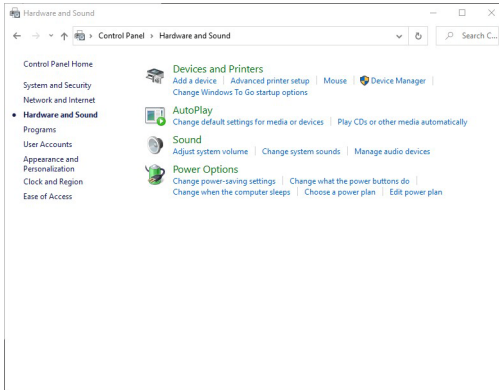 Hardware and Sound
Control Panel > Hardware and Sound
Search C...
Control Panel Home
System and Security
Network and Internet
Hardware and Sound
Programs
User Accounts
Appearance and
Personalization
Clock and Region
Ease of Access
Devices and Printers
Add a device | Advanced printer setup | Mouse | Device Manager |
Change Windows To Go startup options
AutoPlay
Change default settings for media or devices | Play CDs or other media automatically
Sound
Adjust system volume | Change system sounds | Manage audio devices
Power Options
Change power-saving settings | Change what the power buttons do |
Change when the computer sleeps | Choose a power plan | Edit power plan